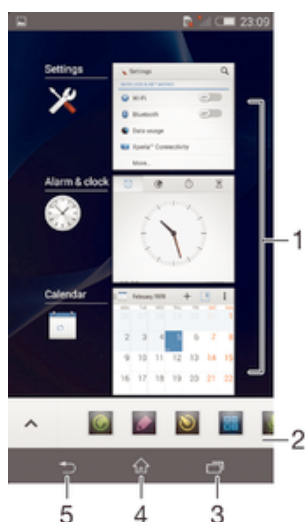 23:09
Settings
Settings
Wi-Fi
Bluetooth
Data usage
Xperia™ Connectivity
More...
Alarm & clock
Calendar
February 1970
1
2 3 4 5 6 7 8
9 10 11 12 13 14 15
16 17 18 19 20 21 22
1
2
5 4 3